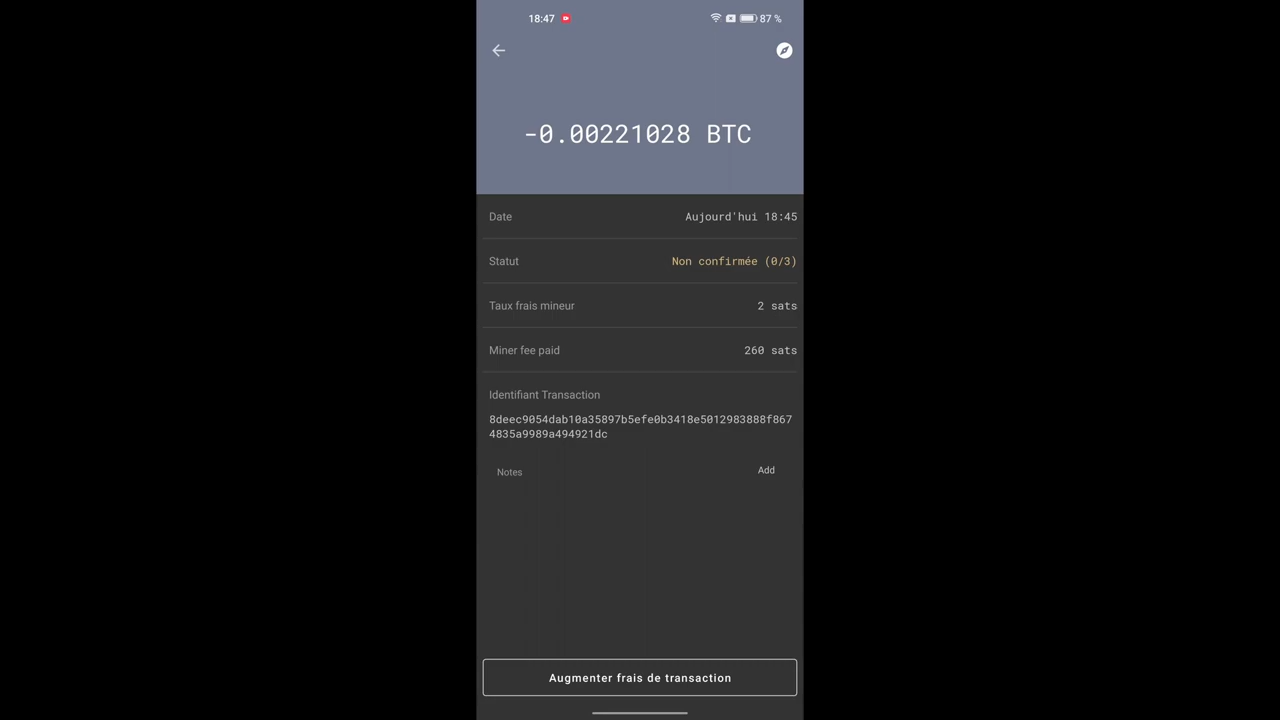 18:47 87 %
-0.00221028 BTC
Date Aujourd'hui 18:45
Statut Non confirmée (0/3)
Taux frais mineur 2 sats
Miner fee paid 260 sats
Identifiant Transaction
8deec9054dab10a35897b5efe0b3418e5012983888f867
4835a9989a494921dc
Notes Add
Augmenter frais de transaction